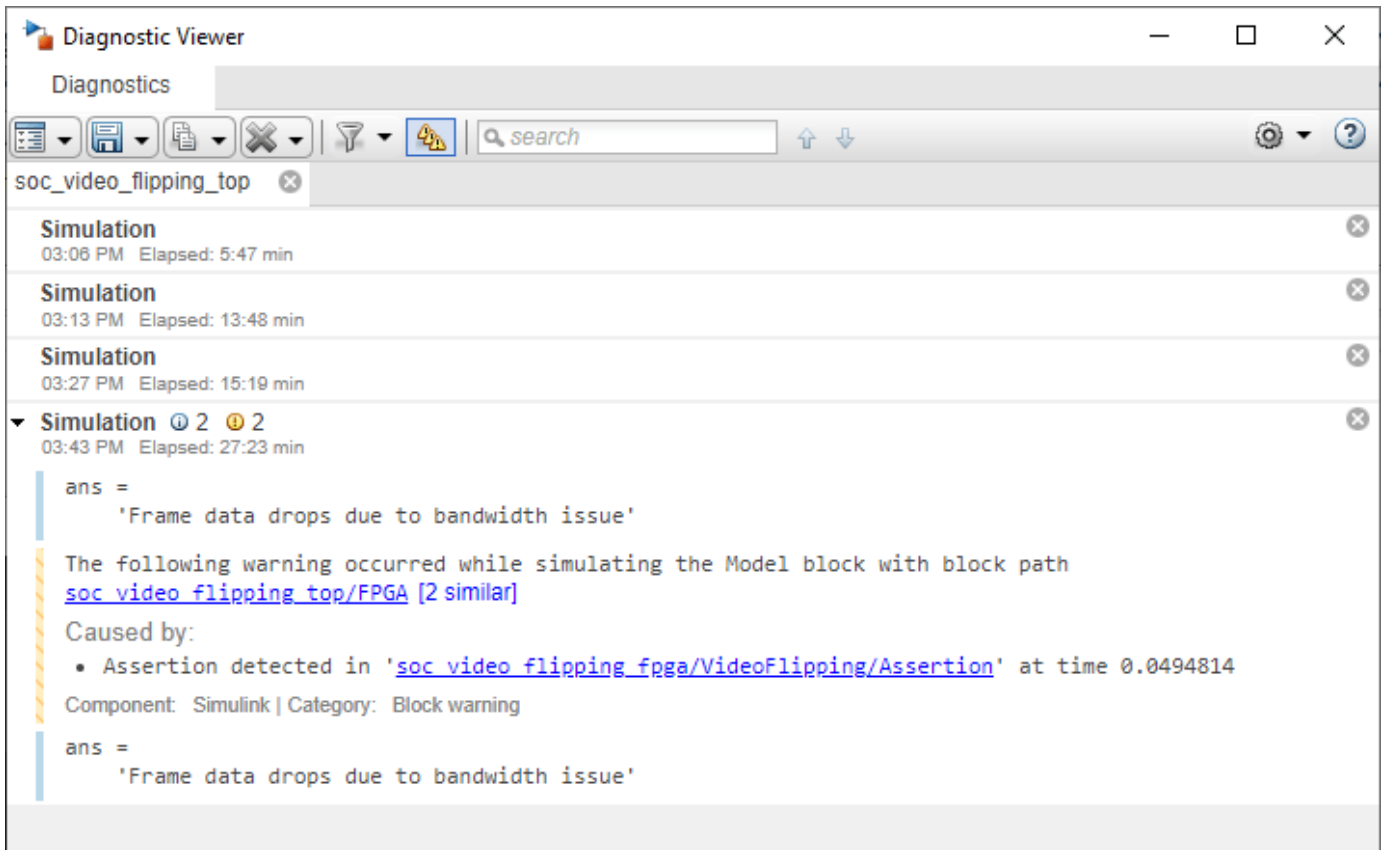 Diagnostic Viewer
Diagnostics
search
soc_video_flipping_top
Simulation
03:06 PM Elapsed: 5:47 min
Simulation
03:13 PM Elapsed: 13:48 min
Simulation
03:27 PM Elapsed: 15:19 min
Simulation 2 2
03:43 PM Elapsed: 27:23 min
ans =
'Frame data drops due to bandwidth issue'
The following warning occurred while simulating the Model block with block path
soc_video_flipping_top/FPGA [2 similar]
Caused by:
• Assertion detected in 'soc_video_flipping_fpga/VideoFlipping/Assertion' at time 0.0494814
Component: Simulink | Category: Block warning
ans =
'Frame data drops due to bandwidth issue'